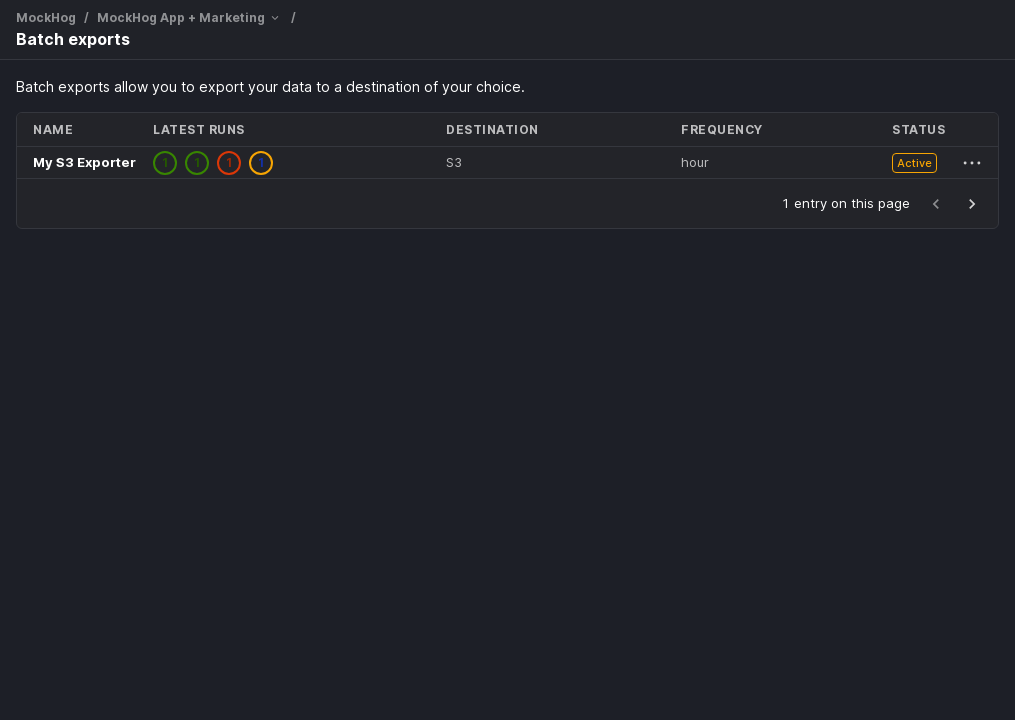 MockHog / MockHog App + Marketing /
Batch exports
Batch exports allow you to export your data to a destination of your choice.
NAME LATEST RUNS DESTINATION FREQUENCY STATUS
My S3 Exporter 1 1 1 1 S3 hour Active
1 entry on this page